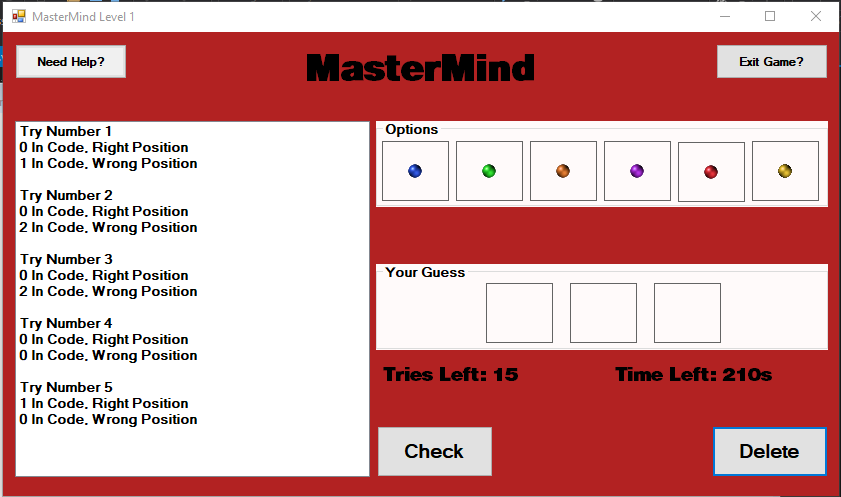 MasterMind Level 1
Need Help?
MasterMind
Exit Game?
Try Number 1
0 In Code, Right Position
1 In Code, Wrong Position
Try Number 2
0 In Code, Right Position
2 In Code, Wrong Position
Try Number 3
0 In Code, Right Position
2 In Code, Wrong Position
Try Number 4
0 In Code, Right Position
0 In Code, Wrong Position
Try Number 5
1 In Code, Right Position
0 In Code, Wrong Position
Options
Your Guess
Tries Left: 15
Time Left: 210s
Check
Delete